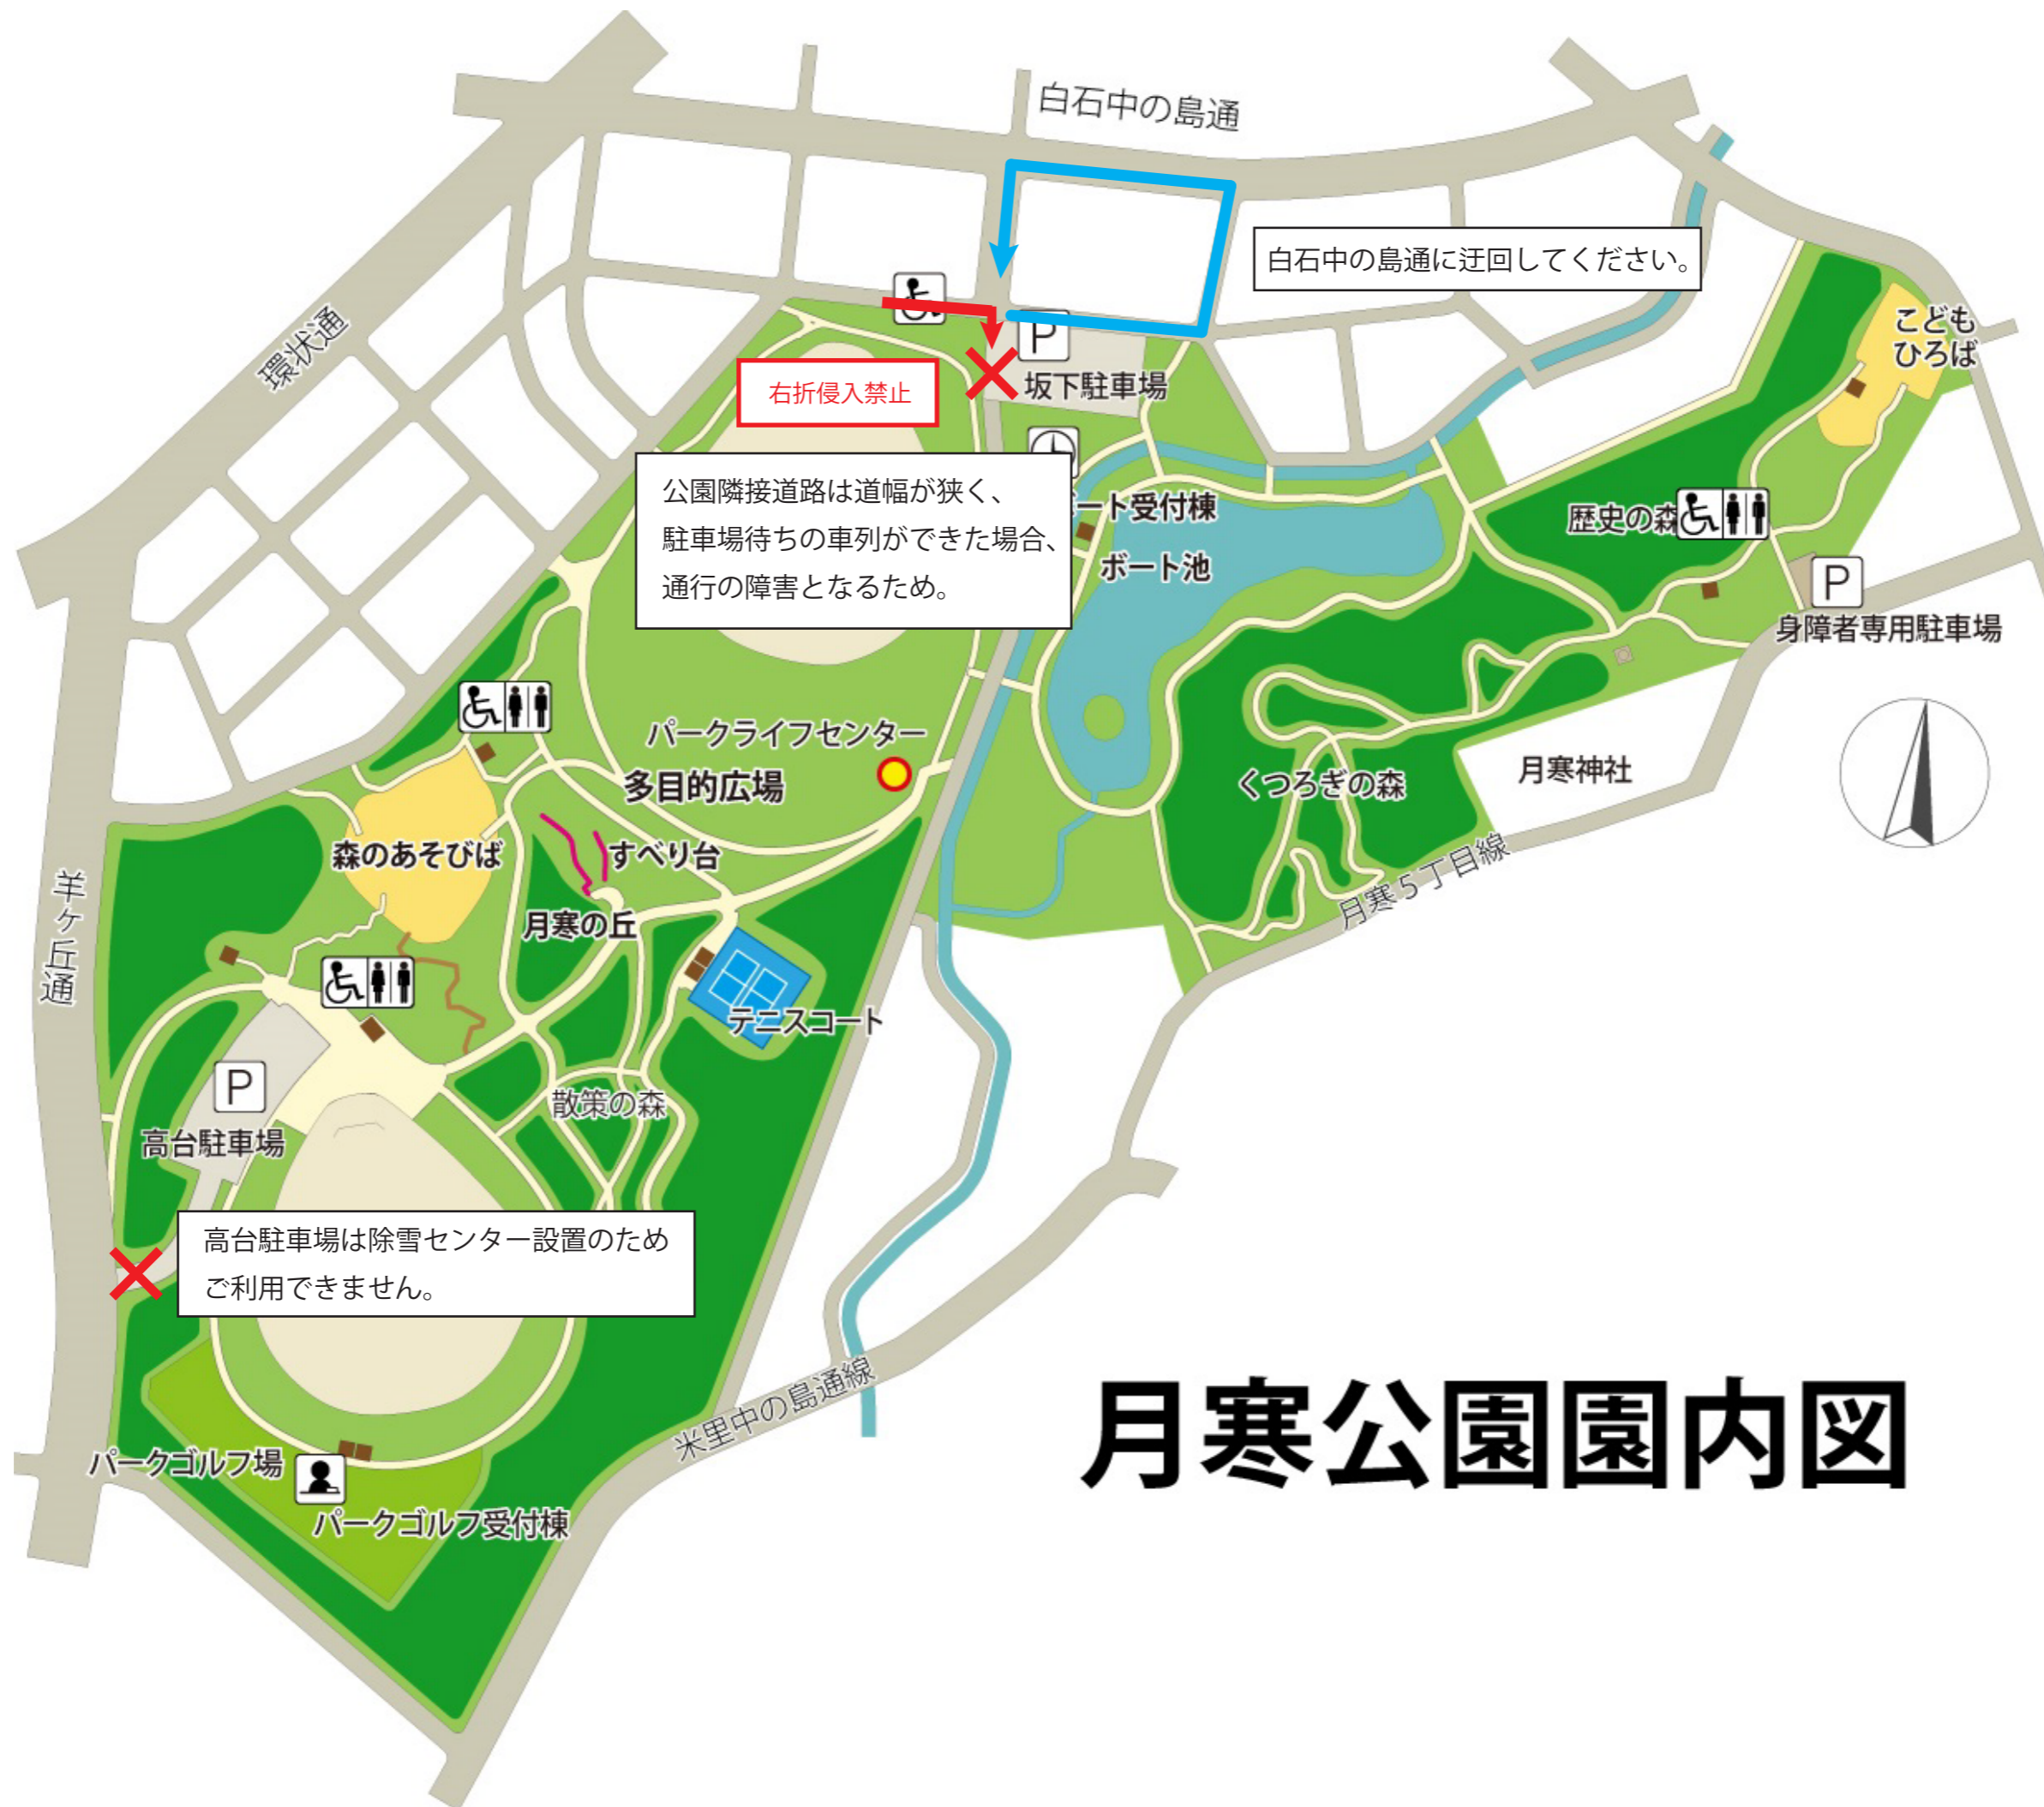 白石中の島通
白石中の島通に迂回してください。
環状通
こども
ひろば
P
坂下駐車場
右折侵入禁止
公園隣接道路は道幅が狭く、
駐車場待ちの車列ができた場合、
通行の障害となるため。
ート受付棟
ボート池
歴史の森
P
身障者専用駐車場
パークライフセンター
多目的広場
くつろぎの森
月寒神社
森のあそびば
すべり台
月寒の丘
月寒5丁目線
羊ヶ丘通
テニスコート
P
高台駐車場
散策の森
高台駐車場は除雪センター設置のため
ご利用できません。
米里中の島通線
月寒公園園内図
パークゴルフ場
パークゴルフ受付棟